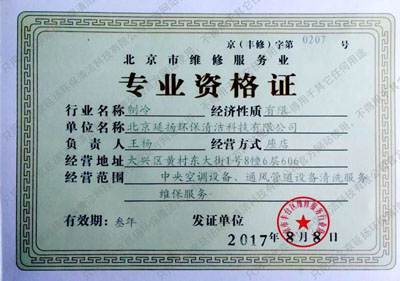 京（丰修）字第0207号
北京市维修服务业
专业资格证
行业名称 制冷 经济性质 有限
单位名称 北京延扬环保清洁科技有限公司
负责人 王杨 经营方式 座店
经营地址 大兴区黄村东大街1号8幢6层606
经营范围 中央空调设备、通风管道设备清洗服务
维保服务
有效期：叁年 发证单位
2017年8月8日